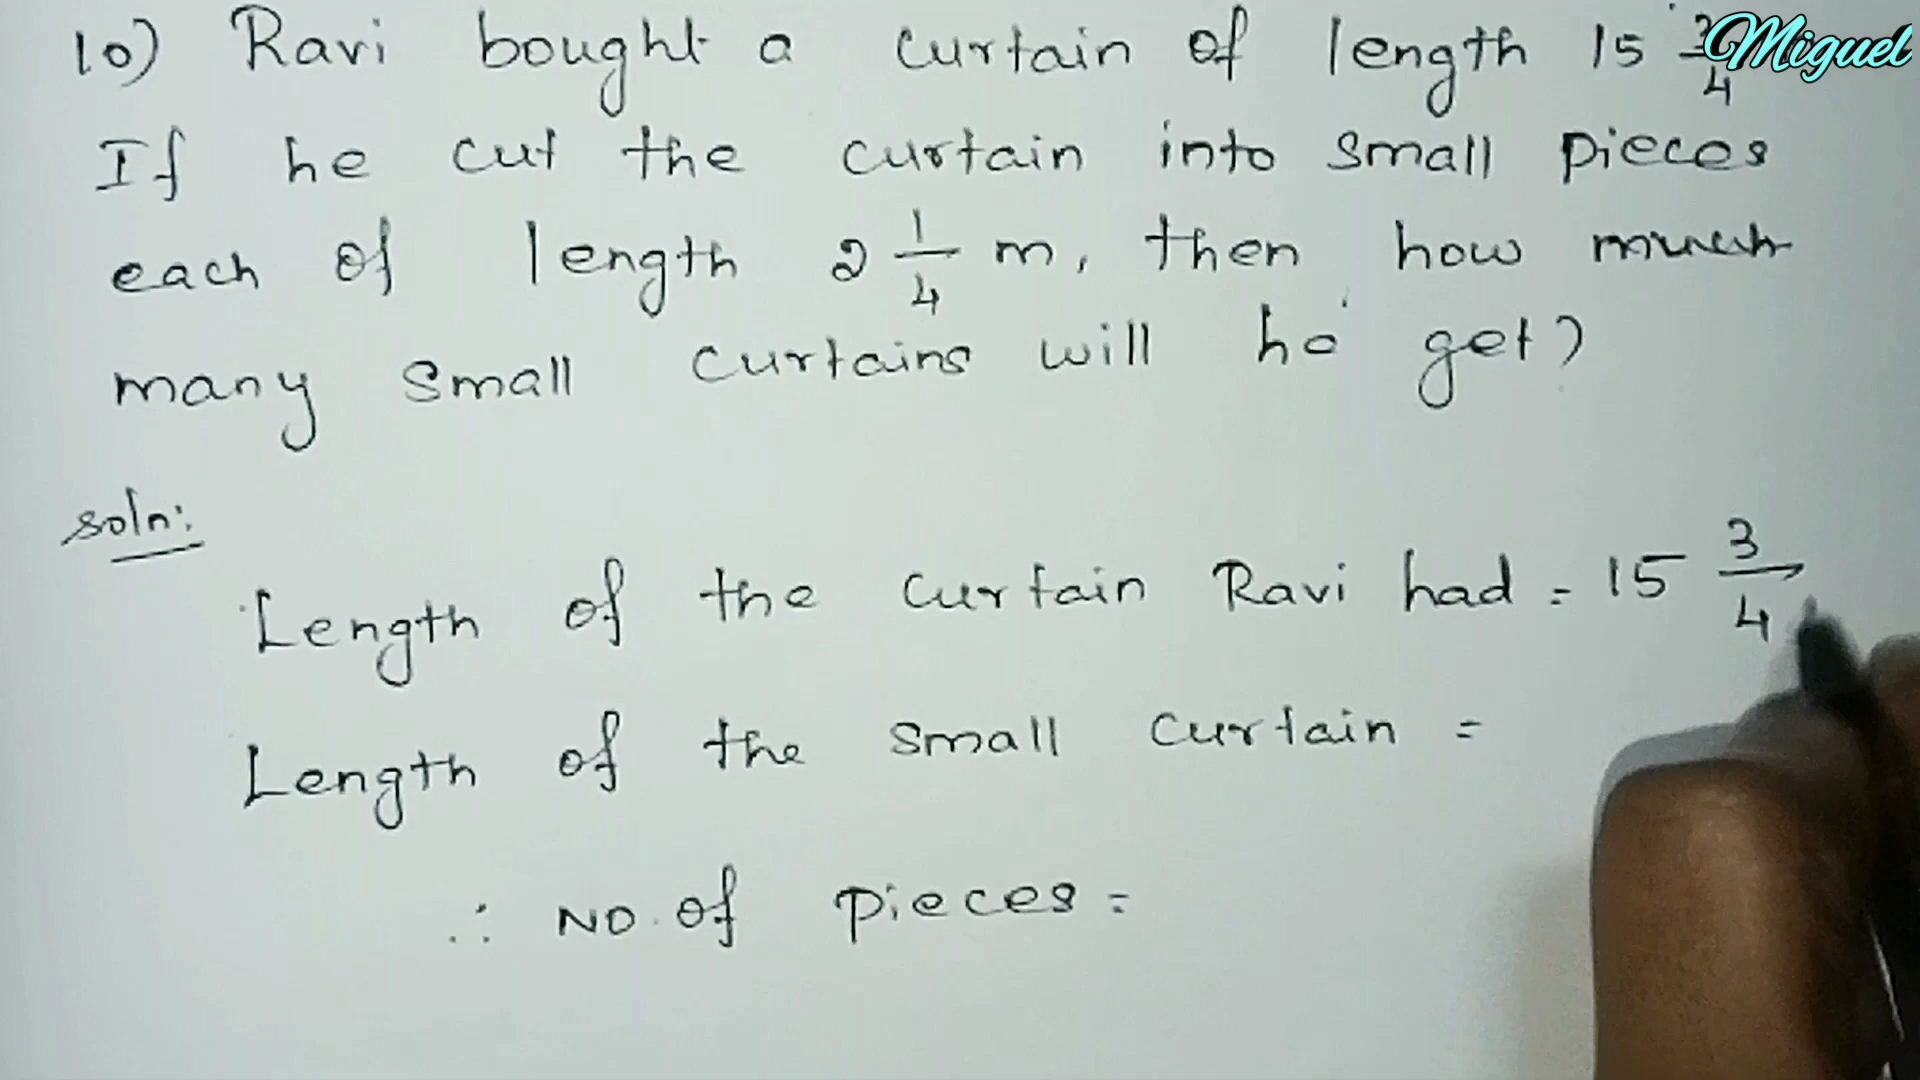 10) Ravi bought a curtain of length 15 3/4
Miguel
If he cut the curtain into small pieces
each of length 2 1/4 m, then how much
many small curtains will he get?
soln:
Length of the curtain Ravi had = 15 3/4
Length of the small curtain =
∴ NO. of pieces =